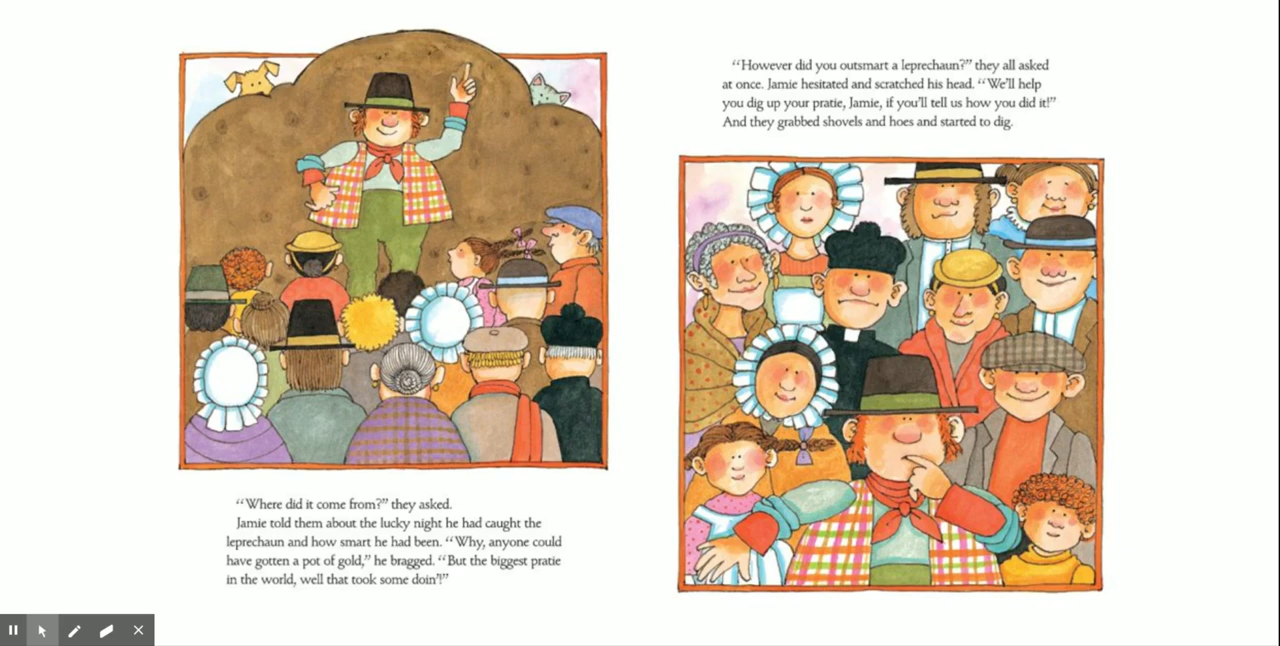 “Where did it come from?” they asked.
Jamie told them about the lucky night he had caught the
leprechaun and how smart he had been. “Why, anyone could
have gotten a pot of gold,” he bragged. “But the biggest pratie
in the world, well that took some doin’!”
“However did you outsmart a leprechaun?” they all asked
at once. Jamie hesitated and scratched his head. “We’ll help
you dig up your pratie, Jamie, if you’ll tell us how you did it!”
And they grabbed shovels and hoes and started to dig.